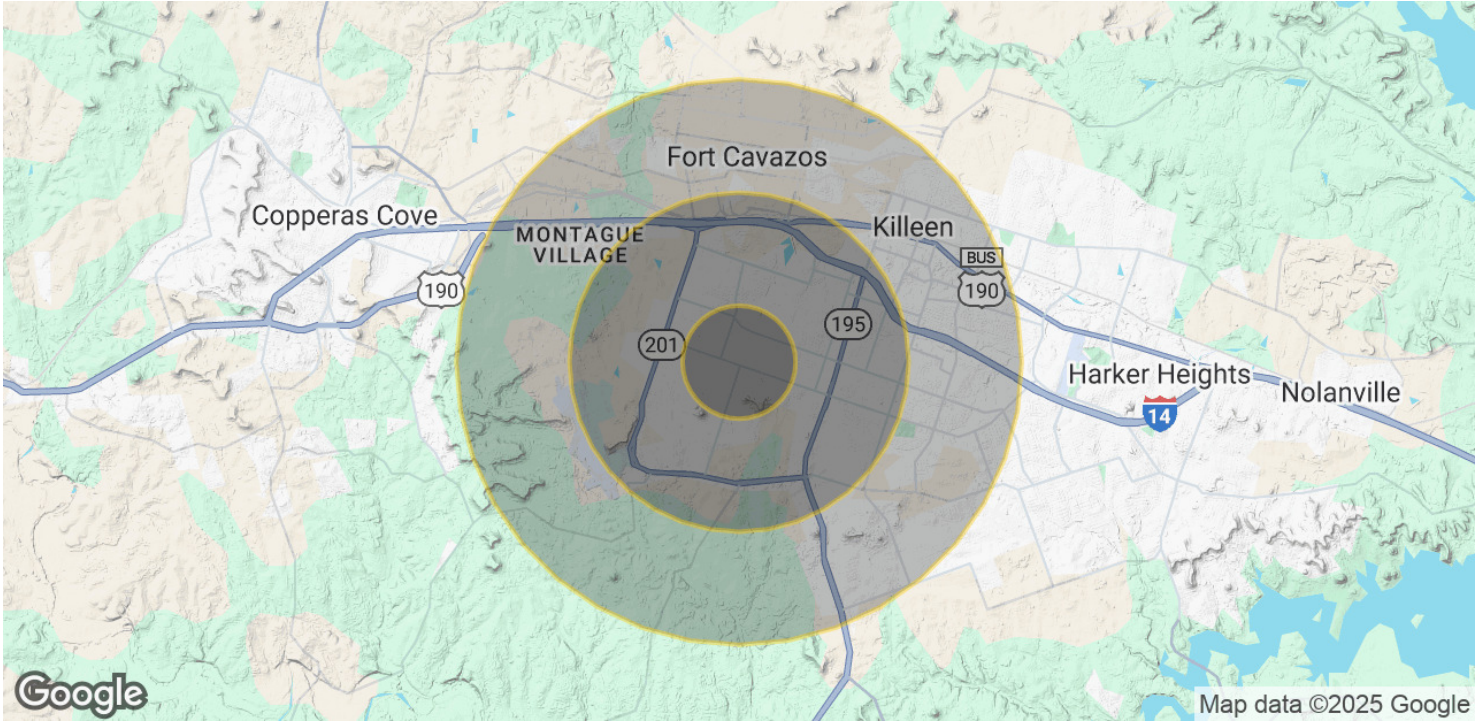 Fort Cavazos
Copperas Cove
Killeen
MONTAGUE
VILLAGE
BUS
190
190
195
201
Harker Heights
Nolanville
14
Google
Map data ©2025 Google